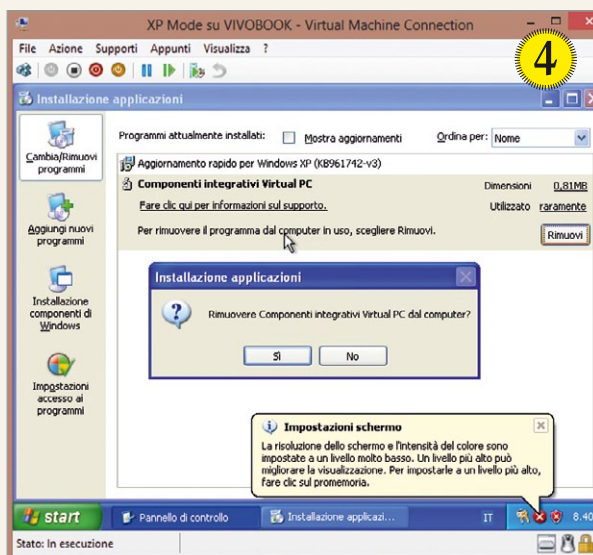 XP Mode su VIVOBOOK - Virtual Machine Connection
File Azione Supporti Appunti Visualizza ?
4
Installazione applicazioni
Cambia/Rimuovi
programmi
Aggiungi nuovi
programmi
Installazione
componenti di
Windows
Impostazioni
accesso ai
programmi
Programmi attualmente installati:
Mostra aggiornamenti
Ordina per: Nome
Aggiornamento rapido per Windows XP (KB961742-v3)
Componenti integrativi Virtual PC
Dimensioni 0,81MB
Fare clic qui per informazioni sul supporto.
Utilizzato raramente
Per rimuovere il programma dal computer in uso, scegliere Rimuovi.
Rimuovi
Installazione applicazioni
Rimuovere Componenti integrativi Virtual PC dal computer?
Sì
No
Impostazioni schermo
La risoluzione dello schermo e l'intensità del colore sono
impostate a un livello molto basso. Un livello più alto può
migliorare la visualizzazione. Per impostarle a un livello più alto,
fare clic sul promemoria.
start
Pannello di controllo
Installazione applicazi...
IT
8.40
Stato: In esecuzione